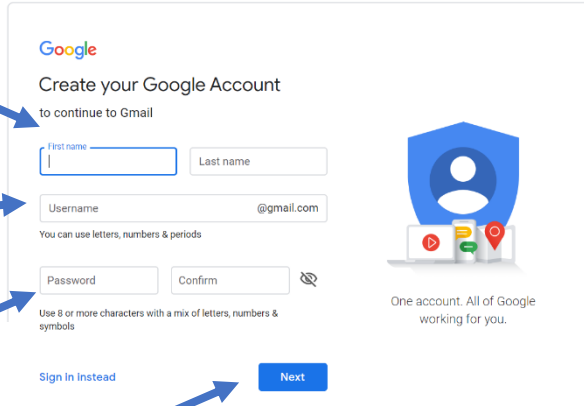 Google
Create your Google Account
to continue to Gmail
First name
Last name
Username @gmail.com
You can use letters, numbers & periods
Password Confirm
Use 8 or more characters with a mix of letters, numbers &
symbols
One account. All of Google
working for you.
Sign in instead
Next